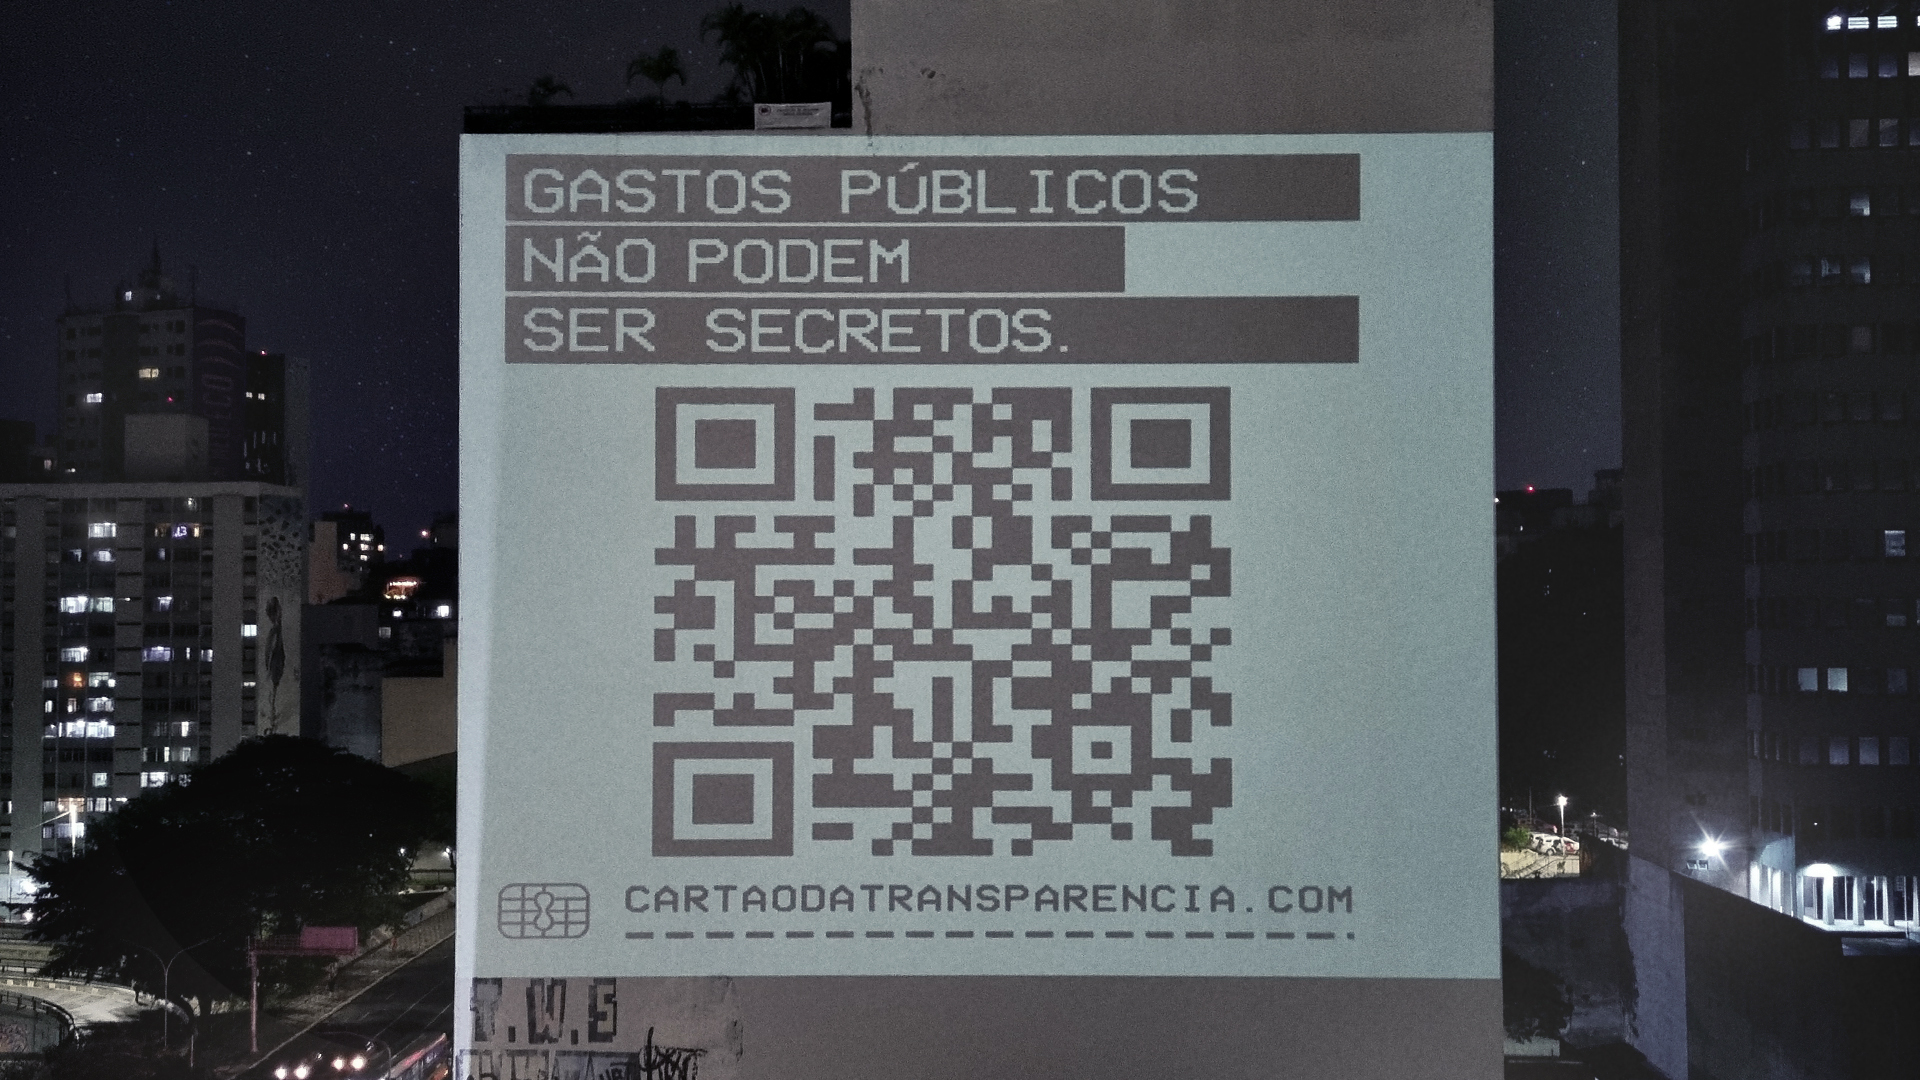 GASTOS PÚBLICOS
NÃO PODEM
SER SECRETOS.
CARTAODATRANSPARENCIA.COM
T.W.S